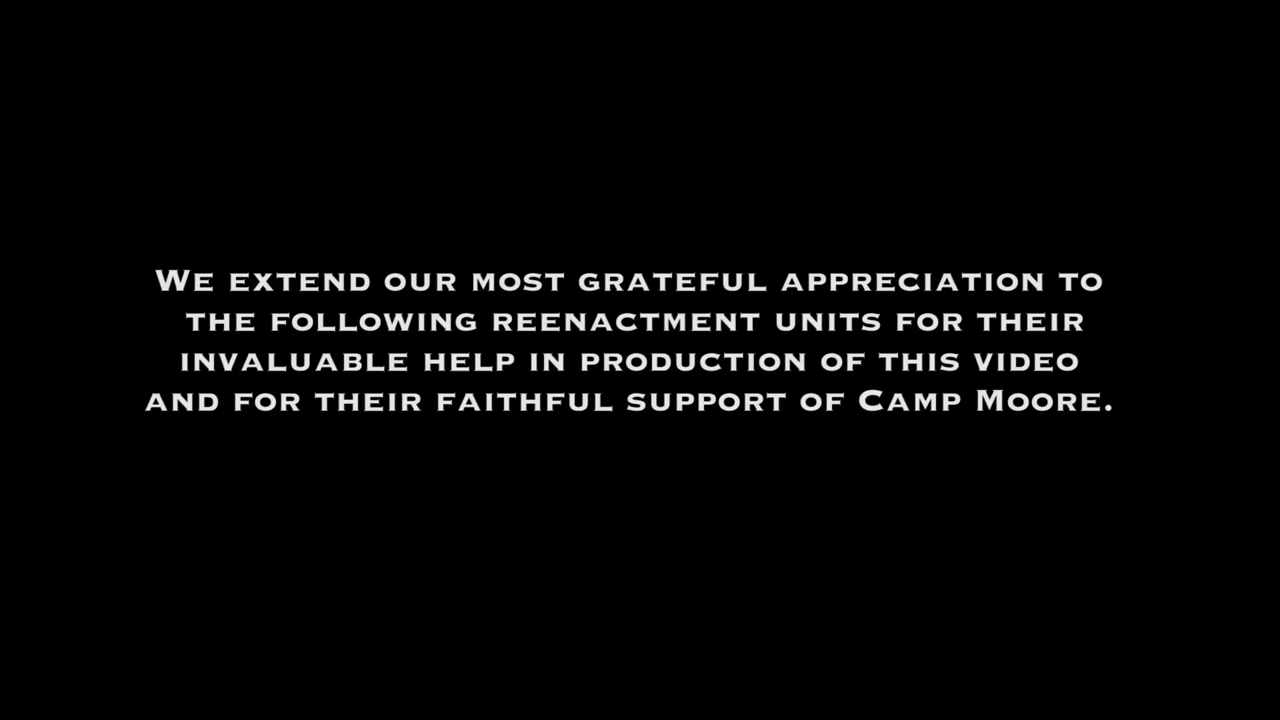 We extend our most grateful appreciation to
the following reenactment units for their
invaluable help in production of this video
and for their faithful support of Camp Moore.